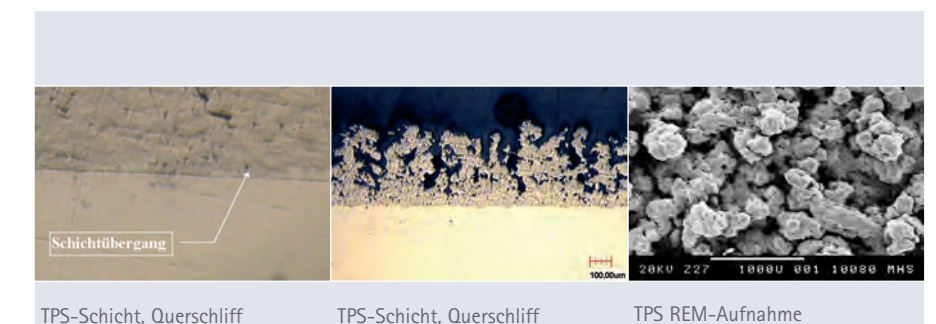 Schichtübergang
100,00um
20KV Z27 1000U 001 10080 MHS
TPS-Schicht, Querschliff
TPS-Schicht, Querschliff
TPS REM-Aufnahme